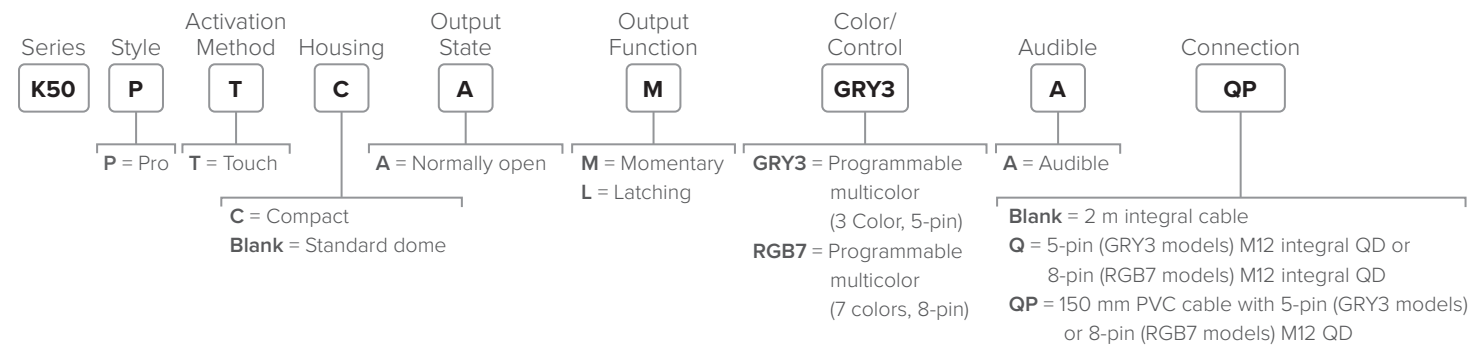 Series
Style
Activation
Method
Housing
Output
State
Output
Function
Color/
Control
Audible
Connection
K50
P
T
C
A
M
GRY3
A
QP
P = Pro
T = Touch
C = Compact
Blank = Standard dome
A = Normally open
M = Momentary
L = Latching
GRY3 = Programmable
multicolor
(3 Color, 5-pin)
RGB7 = Programmable
multicolor
(7 colors, 8-pin)
A = Audible
Blank = 2 m integral cable
Q = 5-pin (GRY3 models) M12 integral QD or
8-pin (RGB7 models) M12 integral QD
QP = 150 mm PVC cable with 5-pin (GRY3 models)
or 8-pin (RGB7 models) M12 QD